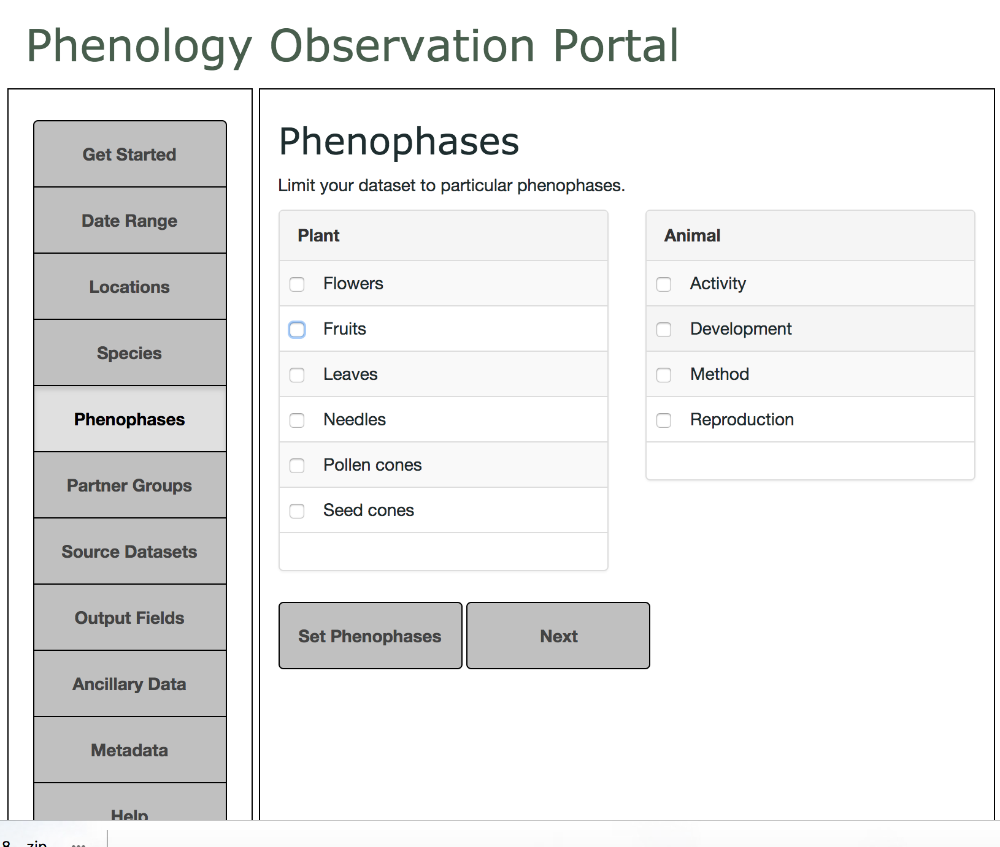 Phenology Observation Portal
Get Started
Date Range
Locations
Species
Phenophases
Partner Groups
Source Datasets
Output Fields
Ancillary Data
Metadata
Help
Phenophases
Limit your dataset to particular phenophases.
Plant
Flowers
Fruits
Leaves
Needles
Pollen cones
Seed cones
Animal
Activity
Development
Method
Reproduction
Set Phenophases
Next
8....zip